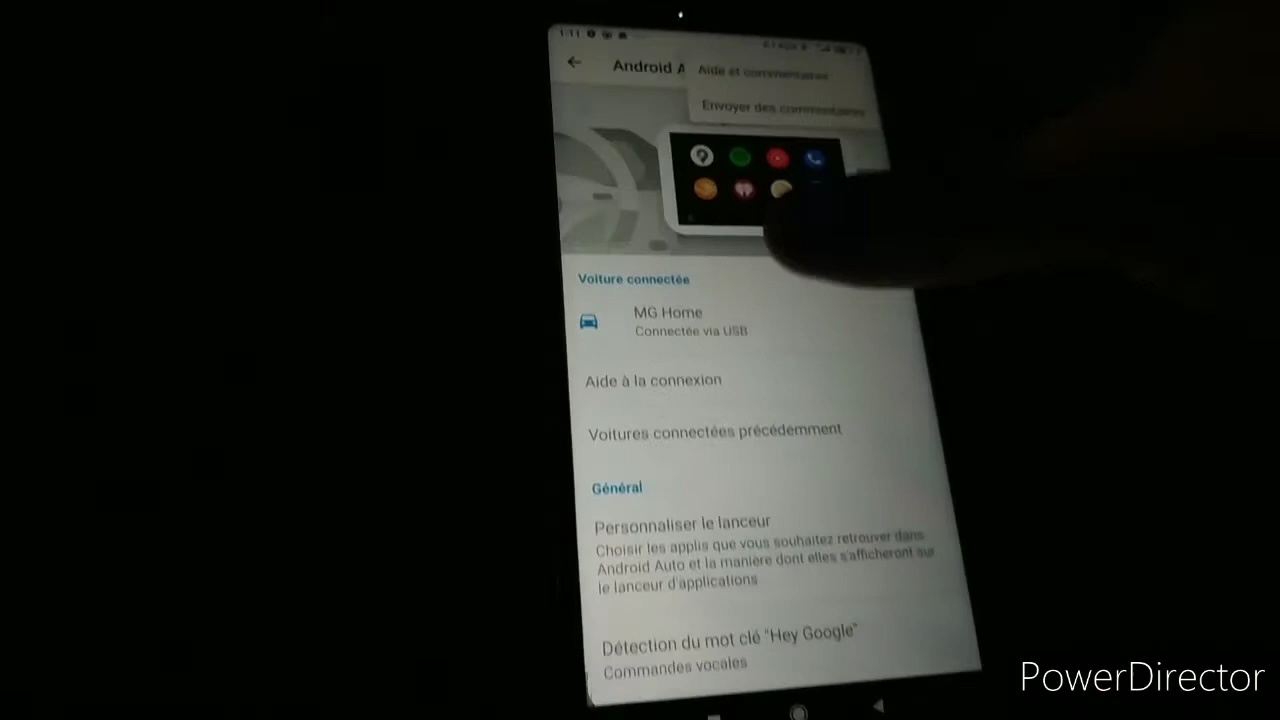 1:11
Android A
Aide et commentaires
Envoyer des commentaires
Voiture connectée
MG Home
Connectée via USB
Aide à la connexion
Voitures connectées précédemment
Général
Personnaliser le lanceur
Choisir les applis que vous souhaitez retrouver dans
Android Auto et la manière dont elles s'afficheront sur
le lanceur d'applications
Détection du mot clé "Hey Google"
Commandes vocales
PowerDirector